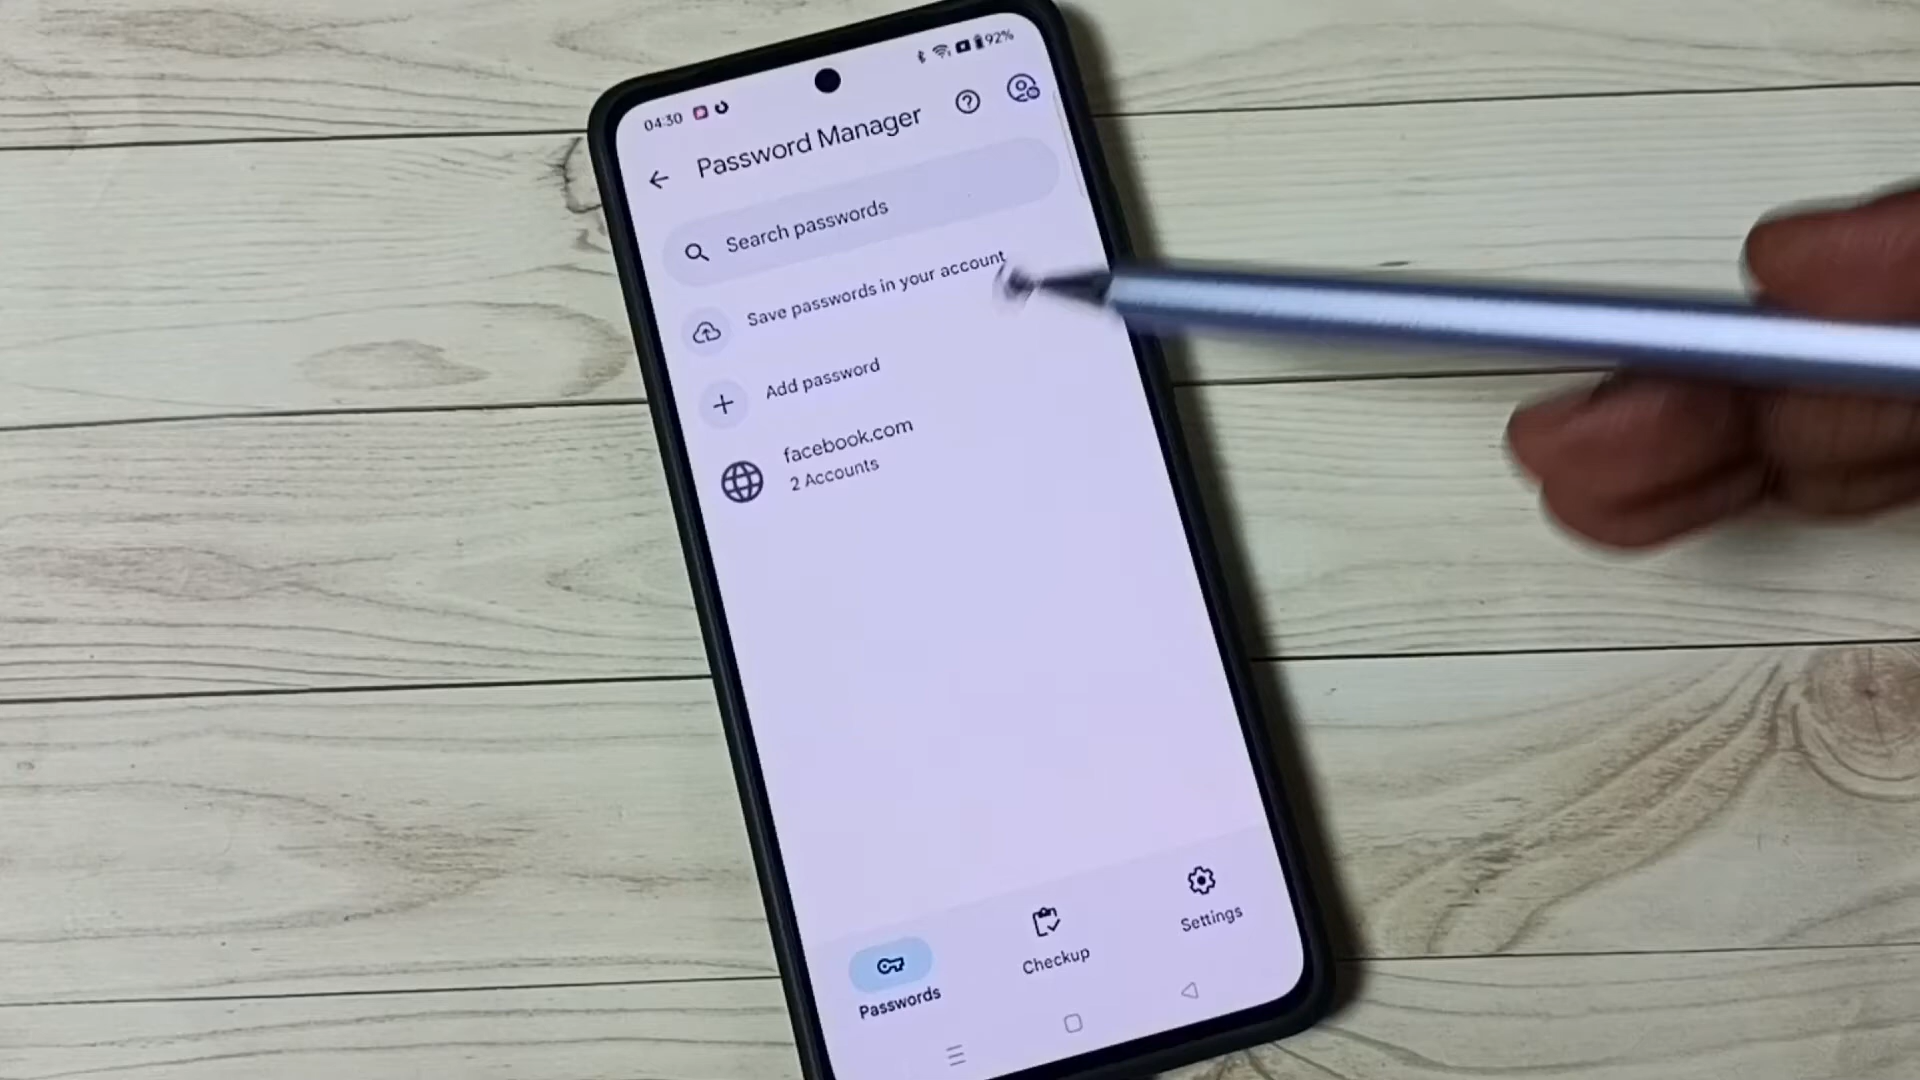 04:30
92%
Password Manager
Search passwords
Save passwords in your account
Add password
facebook.com
2 Accounts
Passwords
Checkup
Settings